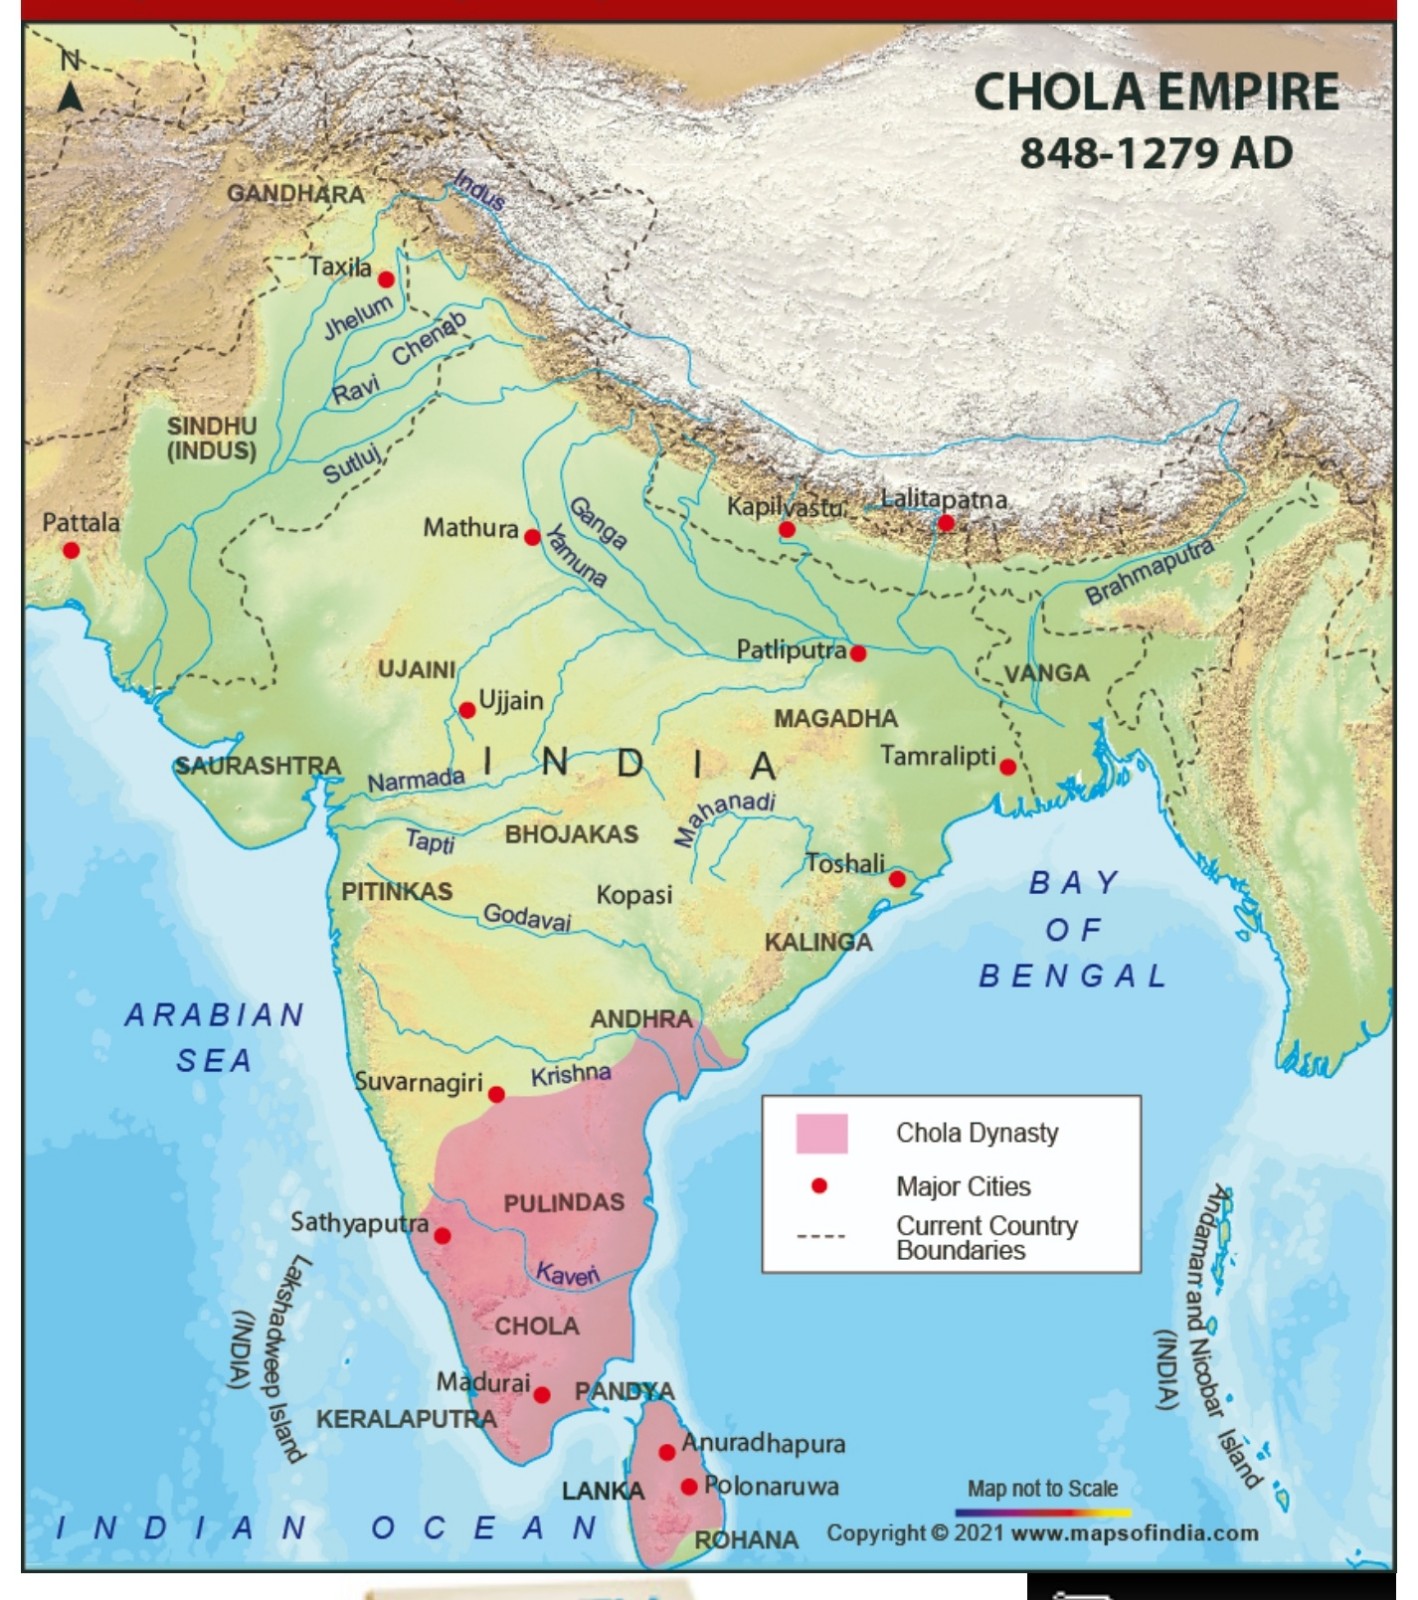 N
CHOLA EMPIRE
848-1279 AD
GANDHARA
Indus
Taxila
Jhelum
Chenab
Ravi
SINDHU
(INDUS)
Sutluj
Pattala
Mathura
Ganga
Yamuna
Kapilvastu
Lalitapatna
Brahmaputra
Patliputra
VANGA
UJAINI
Ujjain
MAGADHA
Tamralipti
INDIA
SAURASHTRA
Narmada
Mahanadi
Tapti
BHOJAKAS
Toshali
PITINKAS
Kopasi
Godavai
KALINGA
BAY
OF
BENGAL
ARABIAN
SEA
ANDHRA
Suvarnagiri
Krishna
Chola Dynasty
Major Cities
Current Country
Boundaries
PULINDAS
Sathyaputra
Kaveri
Lakshadweep Island
(INDIA)
Andaman and Nicobar Island
(INDIA)
CHOLA
Madurai
PANDYA
KERALAPUTRA
Anuradhapura
LANKA
Polonaruwa
ROHANA
INDIAN OCEAN
Map not to Scale
Copyright © 2021 www.mapsofindia.com